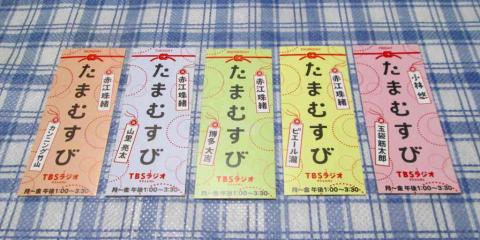 MONDAY
赤江珠緒
たまむすび
カンニング竹山
TBSラジオ
月~金 午後1:00~3:30
TUESDAY
赤江珠緒
たまむすび
山里亮太
TBSラジオ
月~金 午後1:00~3:30
赤江珠緒
たまむすび
博多大吉
TBSラジオ
月~金 午後1:00~3:30
赤江珠緒
たまむすび
ピエール瀧
TBSラジオ
月~金 午後1:00~3:30
小林悠
たまむすび
玉袋筋太郎
TBSラジオ
月~金 午後1:00~3:30